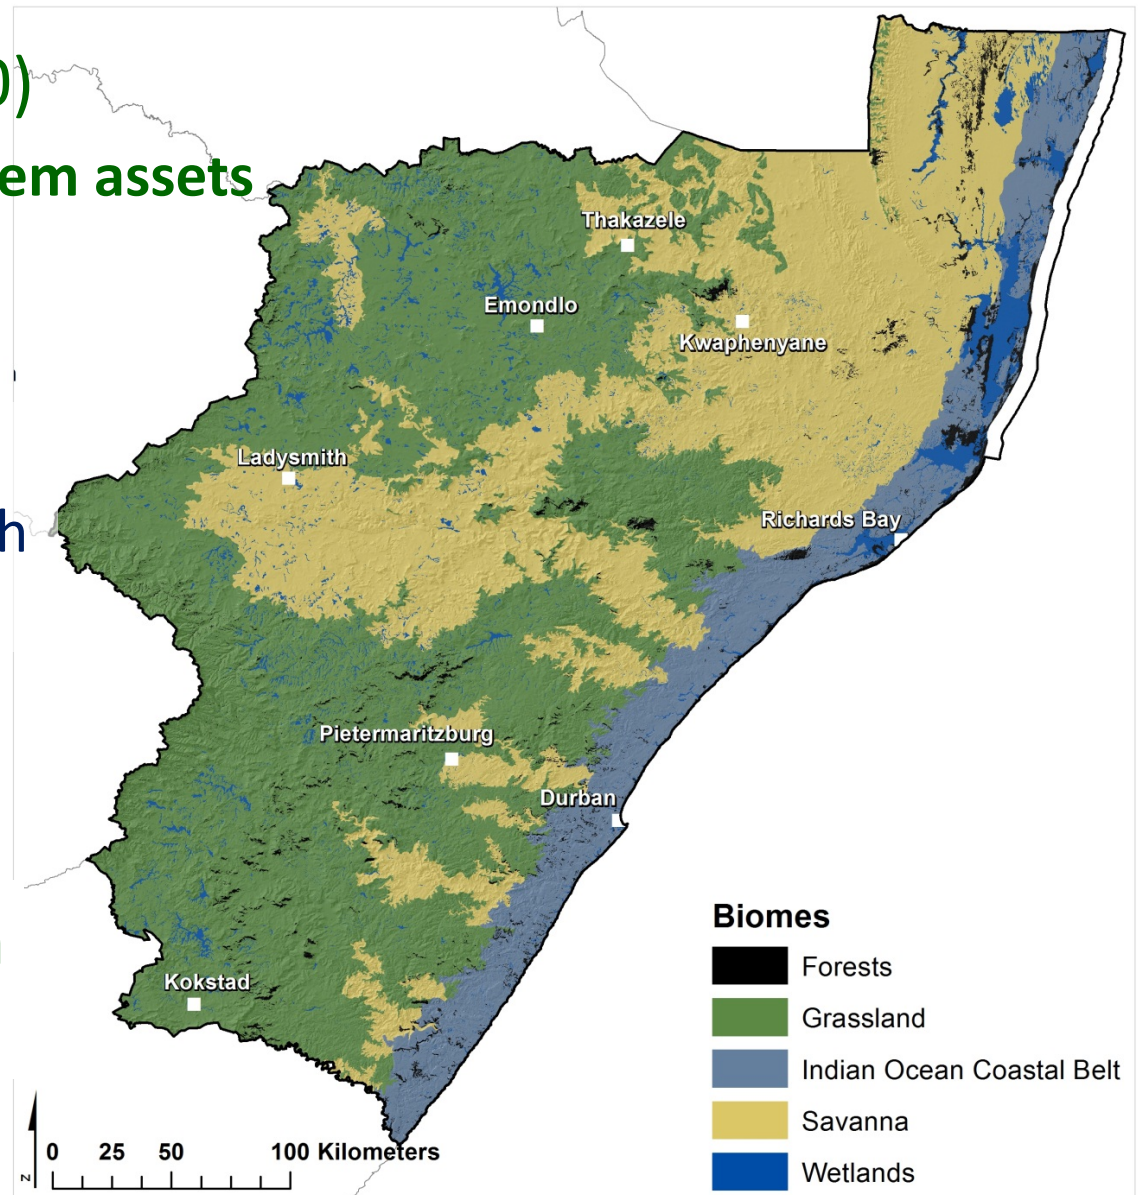 0)
em assets
Thakazele
Emondlo
Kwaphenyane
Ladysmith
h
Richards Bay
Pietermaritzburg
Durban
Kokstad
Biomes
Forests
Grassland
Indian Ocean Coastal Belt
Savanna
Wetlands
0 25 50 100 Kilometers
N